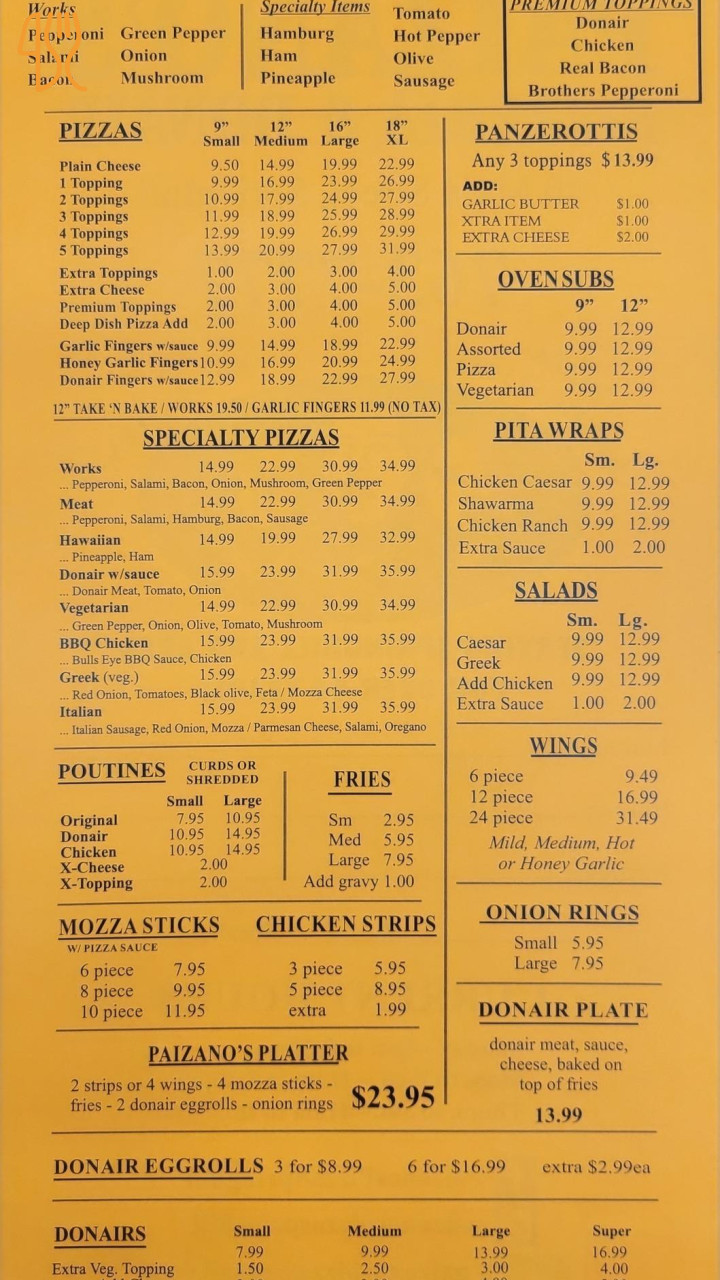 Works
Pepperoni Green Pepper
Salami Onion
Bacon Mushroom
Specialty Items
Hamburg
Ham
Pineapple
Tomato
Hot Pepper
Olive
Sausage
PREMIUM TOPPINGS
Donair
Chicken
Real Bacon
Brothers Pepperoni
PIZZAS 9” 12” 16” 18”
Small Medium Large XL
Plain Cheese 9.50 14.99 19.99 22.99
1 Topping 9.99 16.99 23.99 26.99
2 Toppings 10.99 17.99 24.99 27.99
3 Toppings 11.99 18.99 25.99 28.99
4 Toppings 12.99 19.99 26.99 29.99
5 Toppings 13.99 20.99 27.99 31.99
Extra Toppings 1.00 2.00 3.00 4.00
Extra Cheese 2.00 3.00 4.00 5.00
Premium Toppings 2.00 3.00 4.00 5.00
Deep Dish Pizza Add 2.00 3.00 4.00 5.00
Garlic Fingers w/sauce 9.99 14.99 18.99 22.99
Honey Garlic Fingers 10.99 16.99 20.99 24.99
Donair Fingers w/sauce 12.99 18.99 22.99 27.99
12” TAKE ‘N BAKE / WORKS 19.50 / GARLIC FINGERS 11.99 (NO TAX)
SPECIALTY PIZZAS
Works 14.99 22.99 30.99 34.99
... Pepperoni, Salami, Bacon, Onion, Mushroom, Green Pepper
Meat 14.99 22.99 30.99 34.99
... Pepperoni, Salami, Hamburg, Bacon, Sausage
Hawaiian 14.99 19.99 27.99 32.99
... Pineapple, Ham
Donair w/sauce 15.99 23.99 31.99 35.99
... Donair Meat, Tomato, Onion
Vegetarian 14.99 22.99 30.99 34.99
... Green Pepper, Onion, Olive, Tomato, Mushroom
BBQ Chicken 15.99 23.99 31.99 35.99
... Bulls Eye BBQ Sauce, Chicken
Greek (veg.) 15.99 23.99 31.99 35.99
... Red Onion, Tomatoes, Black olive, Feta / Mozza Cheese
Italian 15.99 23.99 31.99 35.99
... Italian Sausage, Red Onion, Mozza / Parmesan Cheese, Salami, Oregano
POUTINES CURDS OR
SHREDDED
Small Large
Original 7.95 10.95
Donair 10.95 14.95
Chicken 10.95 14.95
X-Cheese 2.00
X-Topping 2.00
FRIES
Sm 2.95
Med 5.95
Large 7.95
Add gravy 1.00
MOZZA STICKS
W/ PIZZA SAUCE
6 piece 7.95
8 piece 9.95
10 piece 11.95
CHICKEN STRIPS
3 piece 5.95
5 piece 8.95
extra 1.99
PAIZANO'S PLATTER
2 strips or 4 wings - 4 mozza sticks -
fries - 2 donair eggrolls - onion rings $23.95
PANZEROTTIS
Any 3 toppings $13.99
ADD:
GARLIC BUTTER $1.00
XTRA ITEM $1.00
EXTRA CHEESE $2.00
OVEN SUBS
9” 12”
Donair 9.99 12.99
Assorted 9.99 12.99
Pizza 9.99 12.99
Vegetarian 9.99 12.99
PITA WRAPS
Sm. Lg.
Chicken Caesar 9.99 12.99
Shawarma 9.99 12.99
Chicken Ranch 9.99 12.99
Extra Sauce 1.00 2.00
SALADS
Sm. Lg.
Caesar 9.99 12.99
Greek 9.99 12.99
Add Chicken 9.99 12.99
Extra Sauce 1.00 2.00
WINGS
6 piece 9.49
12 piece 16.99
24 piece 31.49
Mild, Medium, Hot
or Honey Garlic
ONION RINGS
Small 5.95
Large 7.95
DONAIR PLATE
donair meat, sauce,
cheese, baked on
top of fries
13.99
DONAIR EGGROLLS 3 for $8.99 6 for $16.99 extra $2.99ea
DONAIRS Small Medium Large Super
7.99 9.99 13.99 16.99
Extra Veg. Topping 1.50 2.50 3.00 4.00